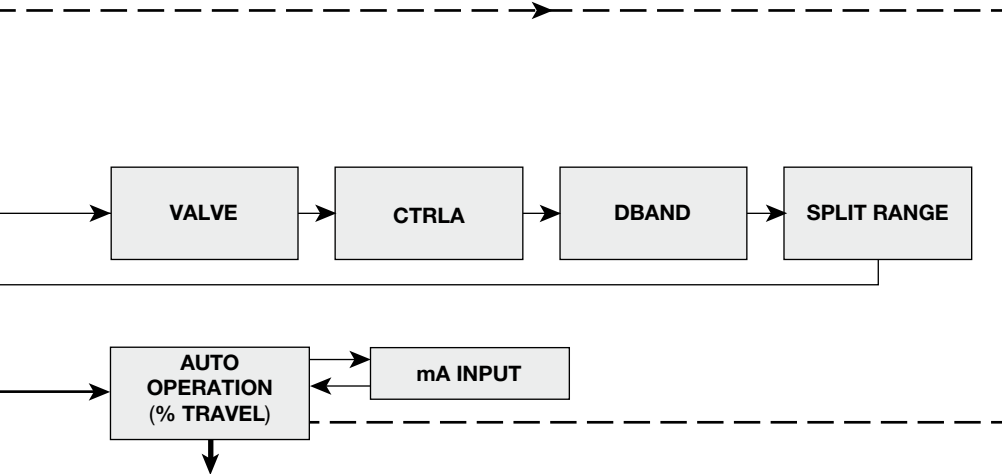 VALVE
CTRLA
DBAND
SPLIT RANGE
AUTO
OPERATION
(% TRAVEL)
mA INPUT